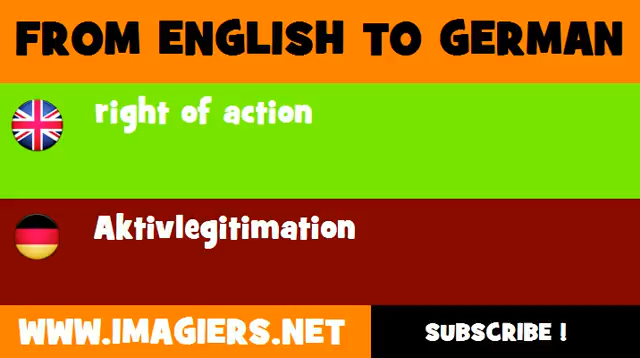 FROM ENGLISH TO GERMAN
right of action
Aktivlegitimation
WWW.IMAGIERS.NET
SUBSCRIBE !